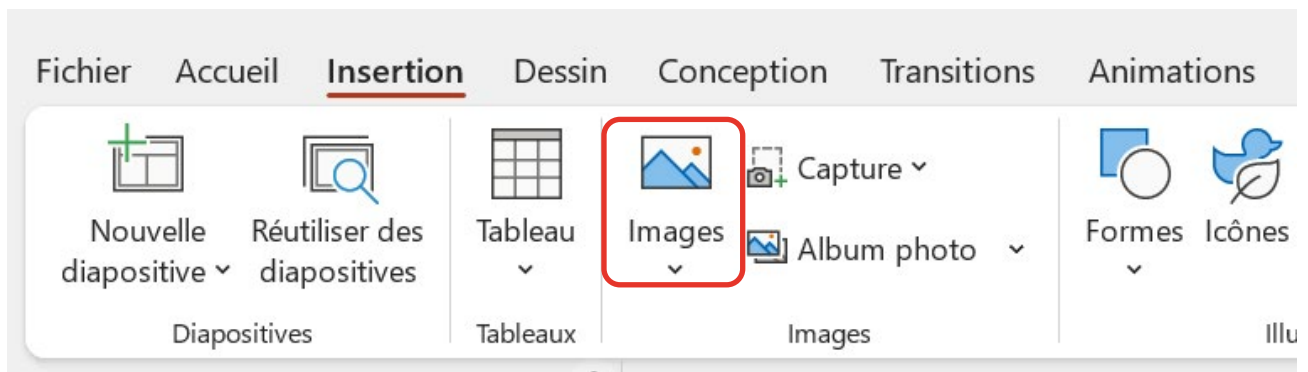 Fichier Accueil Insertion Dessin Conception Transitions Animations
Nouvelle diapositive
Réutiliser des diapositives
Tableau
Images
Capture
Album photo
Formes
Icônes
Diapositives
Tableaux
Images